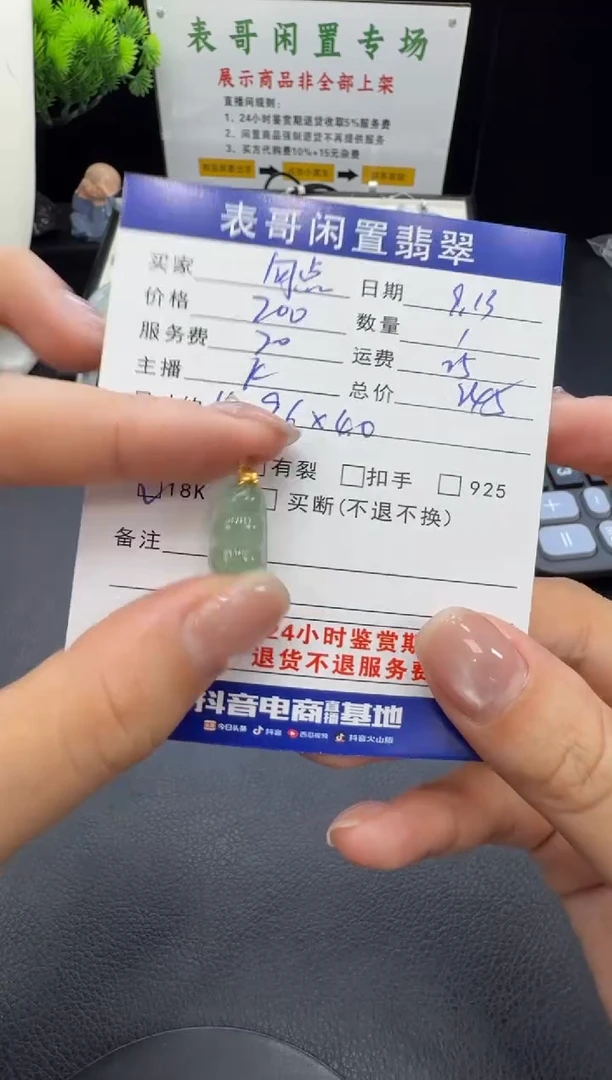 表哥闲置专场
展示商品非全部上架
直播间规则:
1、24小时鉴赏期退货收取5%服务费
2、闲置商品强制退货不再提供服务
3、买方代购费10%+15元杂费
表哥闲置翡翠
买家 日期 9.13
价格 200 数量 1
服务费 20 运费 25
主播 K 总价 245
96×4.0
有裂 扣手 925
18K 买断(不退不换)
备注
24小时鉴赏期
退货不退服务费
抖音电商直播基地
今日头条 抖音 西瓜视频 抖音火山版